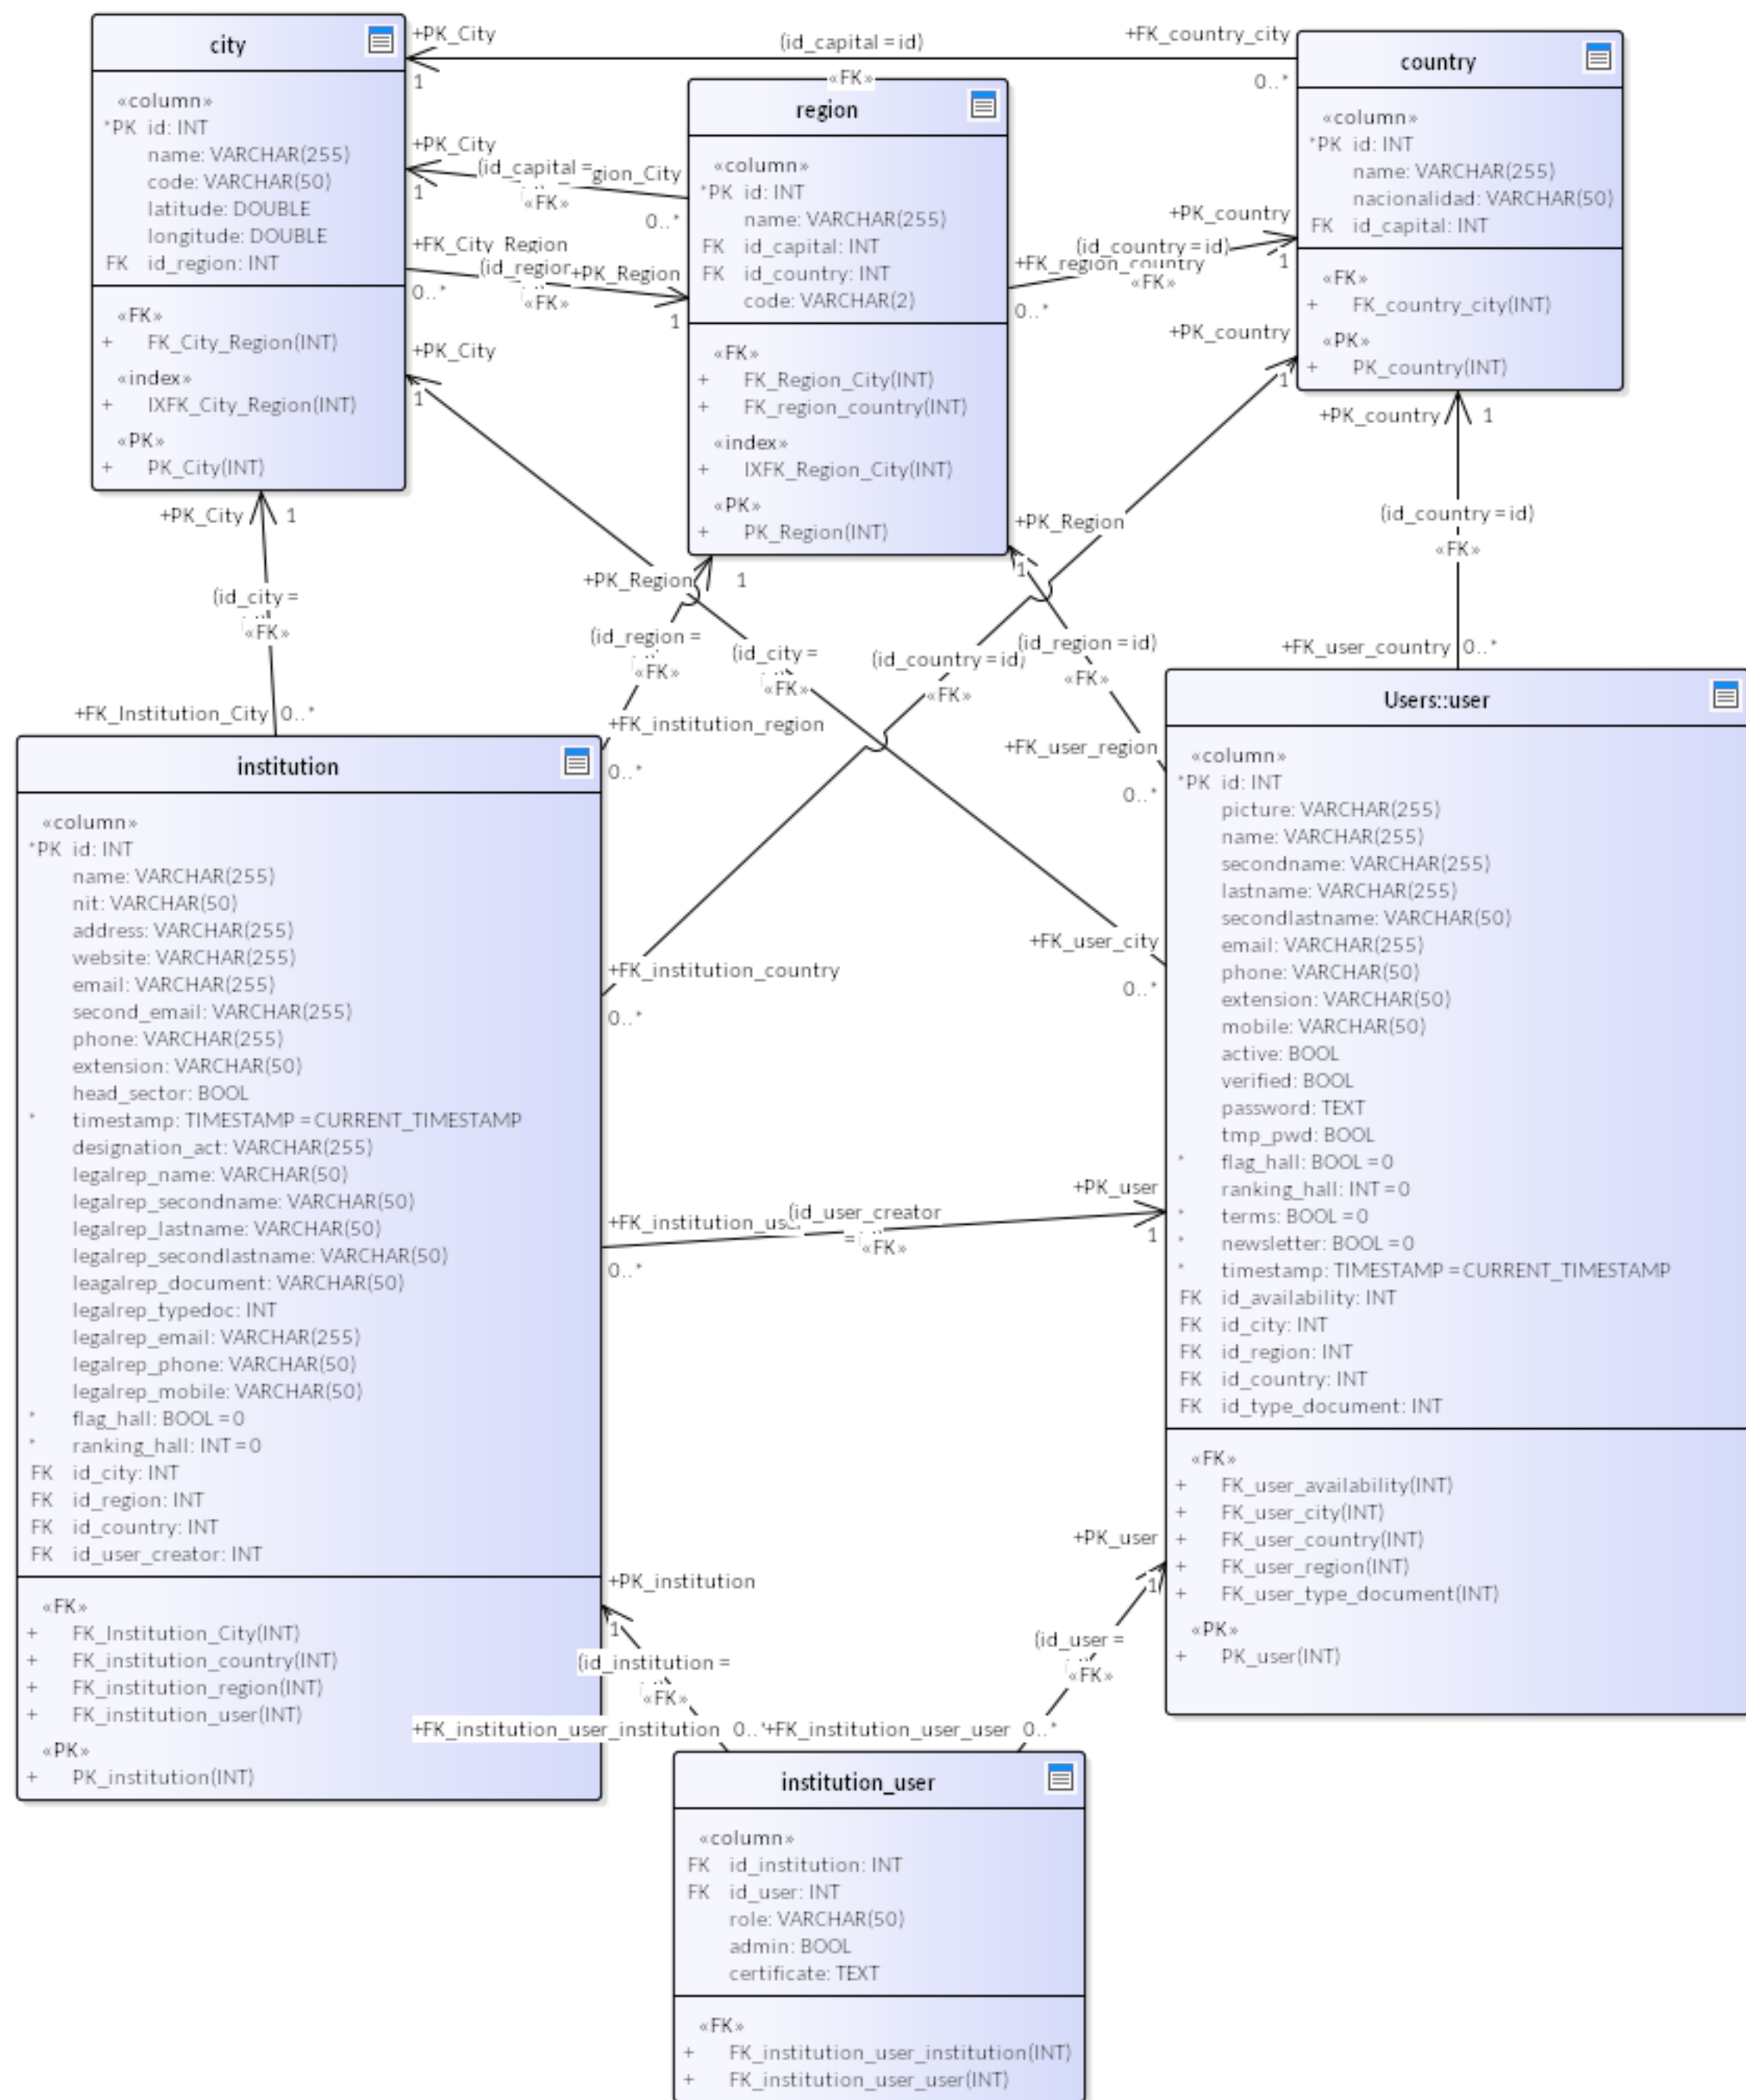 city
«column»
*PK id: INT
name: VARCHAR(255)
code: VARCHAR(50)
latitude: DOUBLE
longitude: DOUBLE
FK id_region: INT
«FK»
+ FK_City_Region(INT)
«index»
+ IXFK_City_Region(INT)
«PK»
+ PK_City(INT)
+PK_City
1
(id_capital = id)
«FK»
+FK_country_city
0..*
region
«column»
*PK id: INT
name: VARCHAR(255)
FK id_capital: INT
FK id_country: INT
code: VARCHAR(2)
«FK»
+ FK_Region_City(INT)
+ FK_region_country(INT)
«index»
+ IXFK_Region_City(INT)
«PK»
+ PK_Region(INT)
country
«column»
*PK id: INT
name: VARCHAR(255)
nacionalidad: VARCHAR(50)
FK id_capital: INT
«FK»
+ FK_country_city(INT)
«PK»
+ PK_country(INT)
+PK_City
1
(id_capital =
gion_City
«FK»
0..*
+FK_City_Region
0..*
(id_region
+PK_Region
«FK»
1
+PK_country
1
(id_country = id)
+FK_region_country
«FK»
0..*
+PK_City
1
+PK_country
1
+PK_country
1
(id_country = id)
«FK»
+FK_user_country
0..*
+PK_City
1
(id_city =
«FK»
+FK_Institution_City
0..*
+PK_Region
1
(id_region =
«FK»
+FK_institution_region
0..*
(id_city =
«FK»
(id_country = id)
«FK»
+PK_Region
1
(id_region = id)
«FK»
+FK_user_region
0..*
+FK_user_city
0..*
+FK_institution_country
0..*
institution
«column»
*PK id: INT
name: VARCHAR(255)
nit: VARCHAR(50)
address: VARCHAR(255)
website: VARCHAR(255)
email: VARCHAR(255)
second_email: VARCHAR(255)
phone: VARCHAR(255)
extension: VARCHAR(50)
head_sector: BOOL
* timestamp: TIMESTAMP = CURRENT_TIMESTAMP
designation_act: VARCHAR(255)
legalrep_name: VARCHAR(50)
legalrep_secondname: VARCHAR(50)
legalrep_lastname: VARCHAR(50)
legalrep_secondlastname: VARCHAR(50)
leagalrep_document: VARCHAR(50)
legalrep_typedoc: INT
legalrep_email: VARCHAR(255)
legalrep_phone: VARCHAR(50)
legalrep_mobile: VARCHAR(50)
* flag_hall: BOOL = 0
* ranking_hall: INT = 0
FK id_city: INT
FK id_region: INT
FK id_country: INT
FK id_user_creator: INT
«FK»
+ FK_Institution_City(INT)
+ FK_institution_country(INT)
+ FK_institution_region(INT)
+ FK_institution_user(INT)
«PK»
+ PK_institution(INT)
Users::user
«column»
*PK id: INT
picture: VARCHAR(255)
name: VARCHAR(255)
secondname: VARCHAR(255)
lastname: VARCHAR(255)
secondlastname: VARCHAR(50)
email: VARCHAR(255)
phone: VARCHAR(50)
extension: VARCHAR(50)
mobile: VARCHAR(50)
active: BOOL
verified: BOOL
password: TEXT
tmp_pwd: BOOL
* flag_hall: BOOL = 0
ranking_hall: INT = 0
* terms: BOOL = 0
* newsletter: BOOL = 0
* timestamp: TIMESTAMP = CURRENT_TIMESTAMP
FK id_availability: INT
FK id_city: INT
FK id_region: INT
FK id_country: INT
FK id_type_document: INT
«FK»
+ FK_user_availability(INT)
+ FK_user_city(INT)
+ FK_user_country(INT)
+ FK_user_region(INT)
+ FK_user_type_document(INT)
«PK»
+ PK_user(INT)
+FK_institution_use
0..*
(id_user_creator
=
«FK»
+PK_user
1
+PK_institution
1
(id_institution =
«FK»
+FK_institution_user_institution 0..*
+PK_user
1
(id_user =
«FK»
+FK_institution_user_user 0..*
institution_user
«column»
FK id_institution: INT
FK id_user: INT
role: VARCHAR(50)
admin: BOOL
certificate: TEXT
«FK»
+ FK_institution_user_institution(INT)
+ FK_institution_user_user(INT)